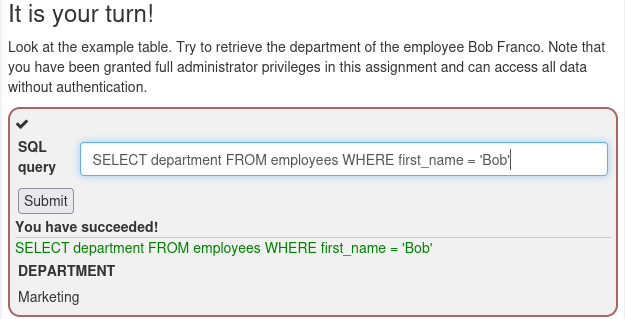 It is your turn!
Look at the example table. Try to retrieve the department of the employee Bob Franco. Note that
you have been granted full administrator privileges in this assignment and can access all data
without authentication.
✔
SQL
query
SELECT department FROM employees WHERE first_name = 'Bob'
Submit
You have succeeded!
SELECT department FROM employees WHERE first_name = 'Bob'
DEPARTMENT
Marketing